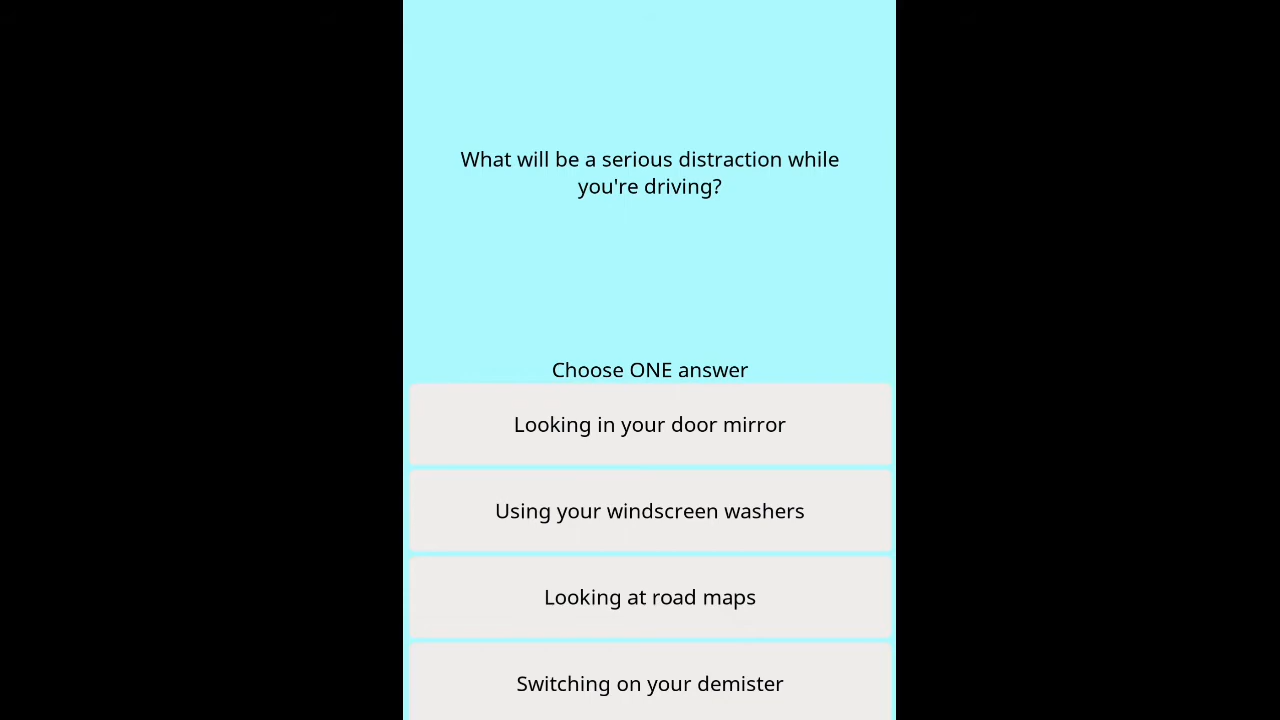 What will be a serious distraction while
you're driving?
Choose ONE answer
Looking in your door mirror
Using your windscreen washers
Looking at road maps
Switching on your demister